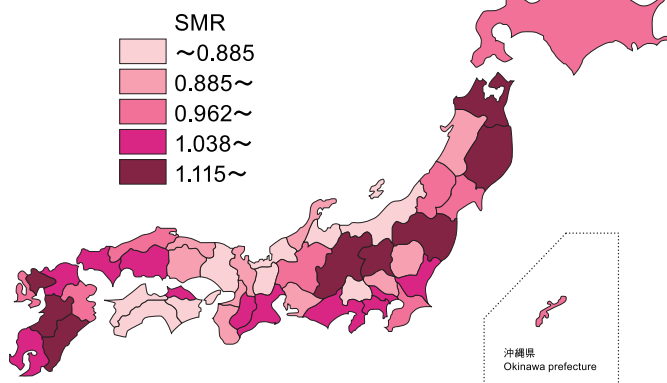 SMR
～0.885
0.885～
0.962～
1.038～
1.115～
沖縄県
Okinawa prefecture